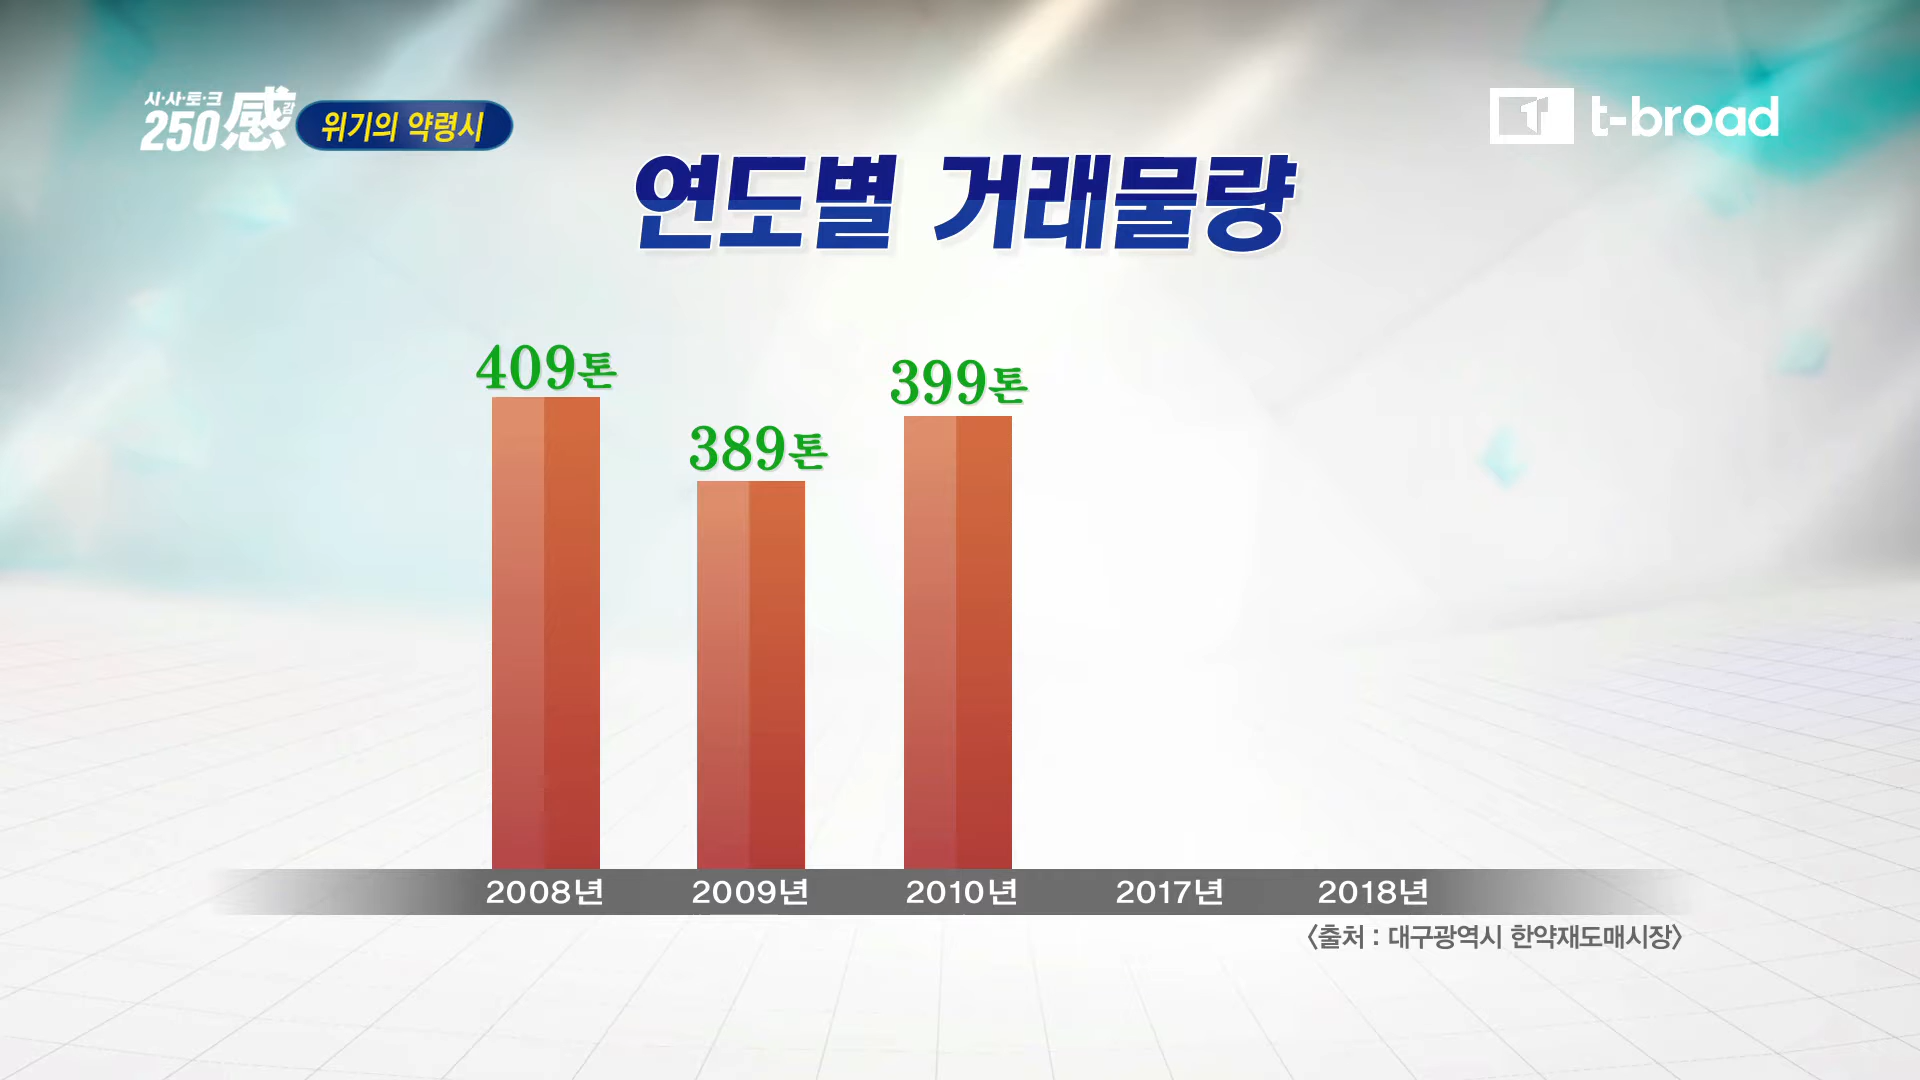 시·사·토·크
250 感 감
위기의 약령시
t-broad
연도별 거래물량
409톤
389톤
399톤
2008년 2009년 2010년 2017년 2018년
<출처 : 대구광역시 한약재도매시장>